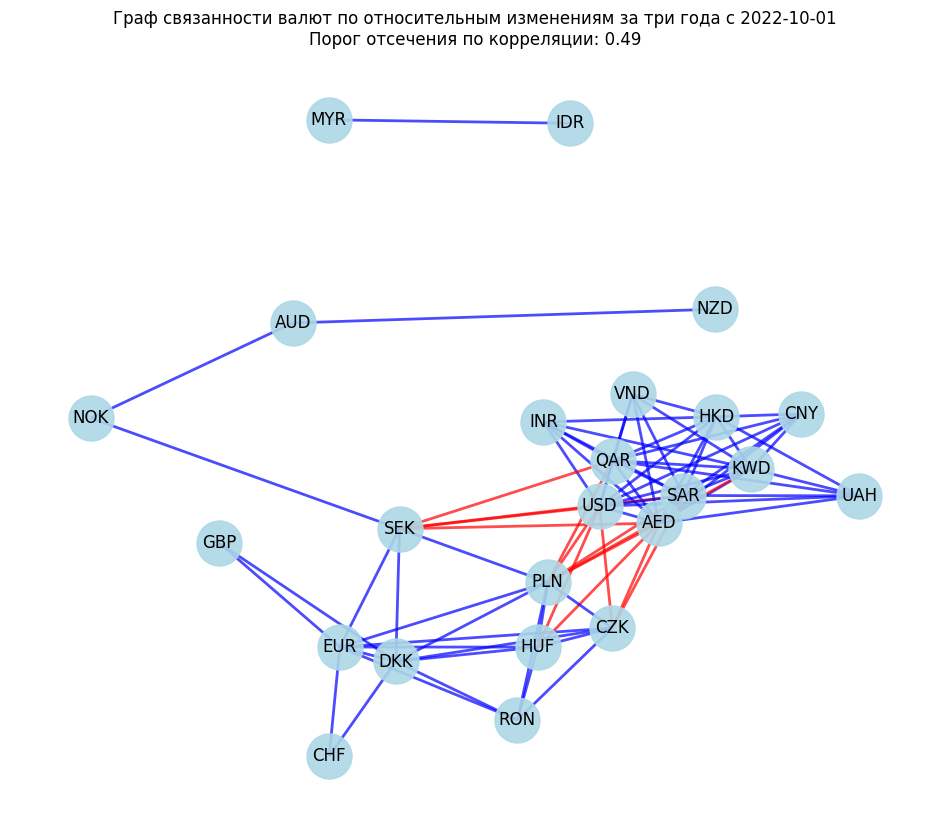 Граф связанности валют по относительным изменениям за три года с 2022-10-01
Порог отсечения по корреляции: 0.49
MYR
IDR
NZD
AUD
VND
CNY
HKD
NOK
INR
QAR
KWD
SAR
UAH
USD
AED
SEK
GBP
PLN
CZK
EUR
HUF
DKK
RON
CHF